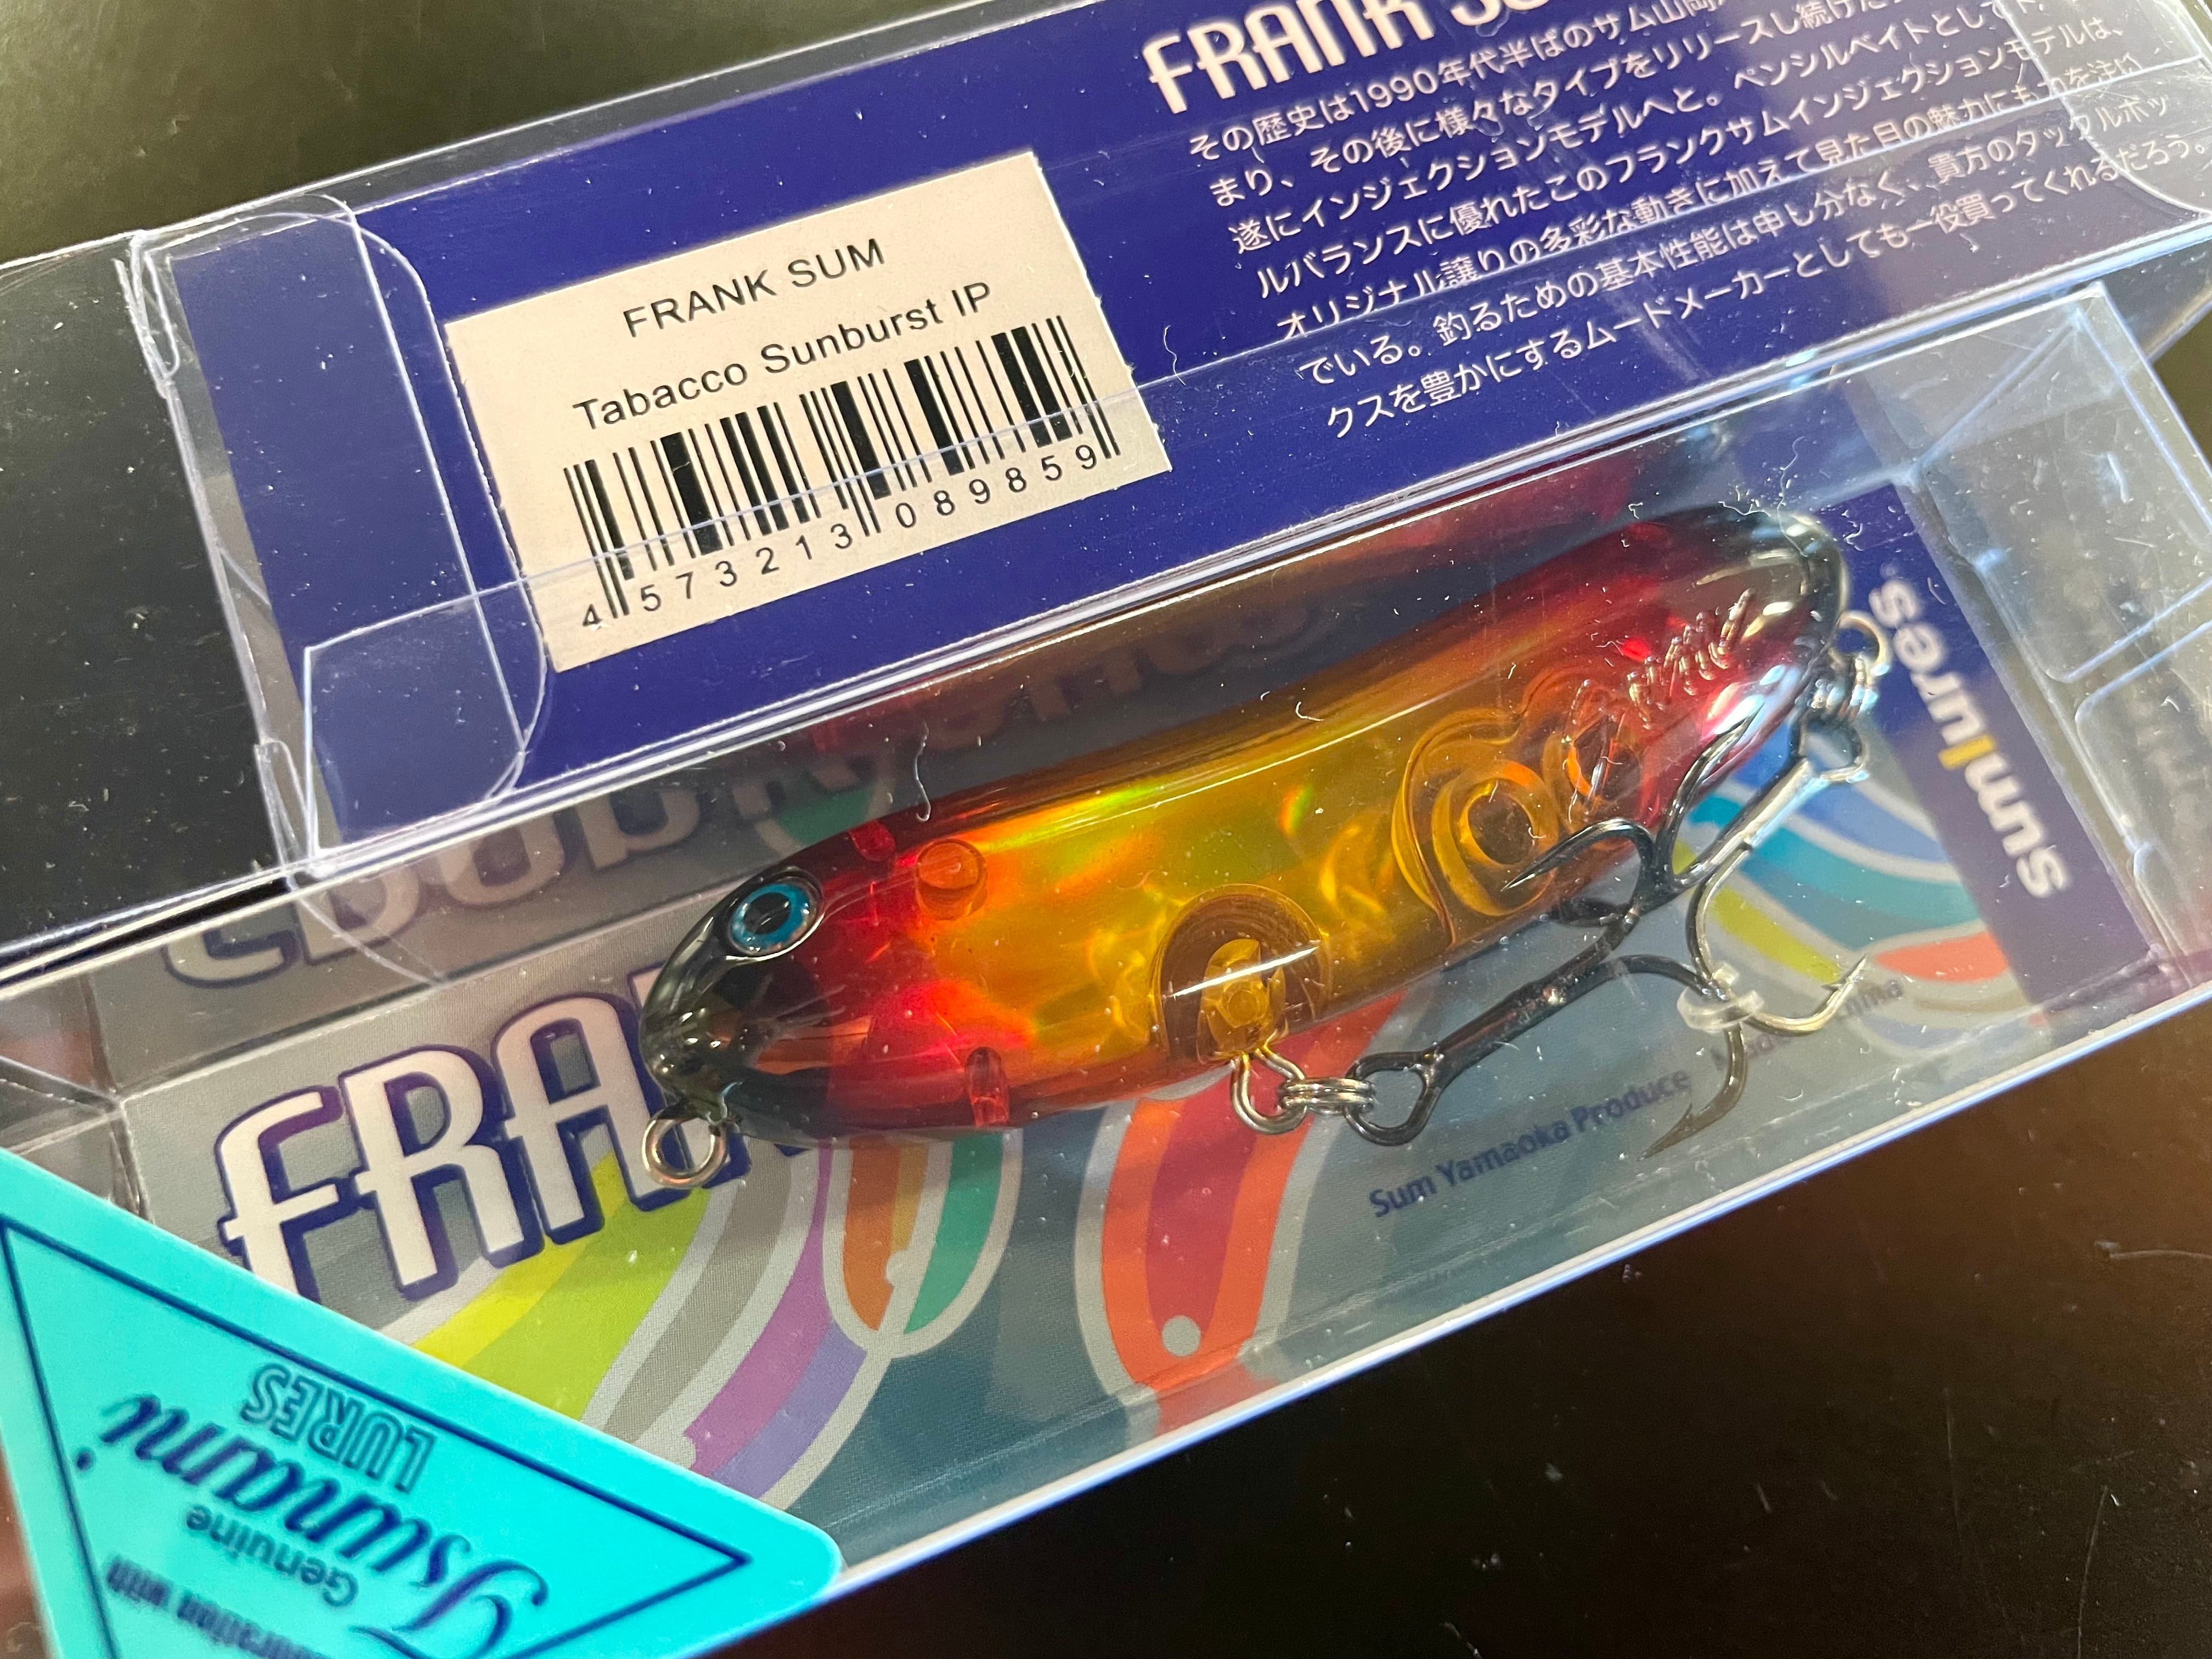 FRANK
その歴史は1990年代半ばのサム山岡
まり、その後に様々なタイプをリリースし続けた
遂にインジェクションモデルへと。ペンシルベイトとして
ルバランスに優れたこのフランクサムインジェクションモデルは、
オリジナル譲りの多彩な動きに加えて見た目の魅力にも力を注い
でいる。釣るための基本性能は申し分なく、貴方のタックルボッ
クスを豊かにするムードメーカーとしても一役買ってくれるだろう。
FRANK SUM
Tabacco Sunburst IP
4 573213 089859
sumlures
FRA
Sum Yamaoka Produce
Tsunami
LURES
Genuine
with